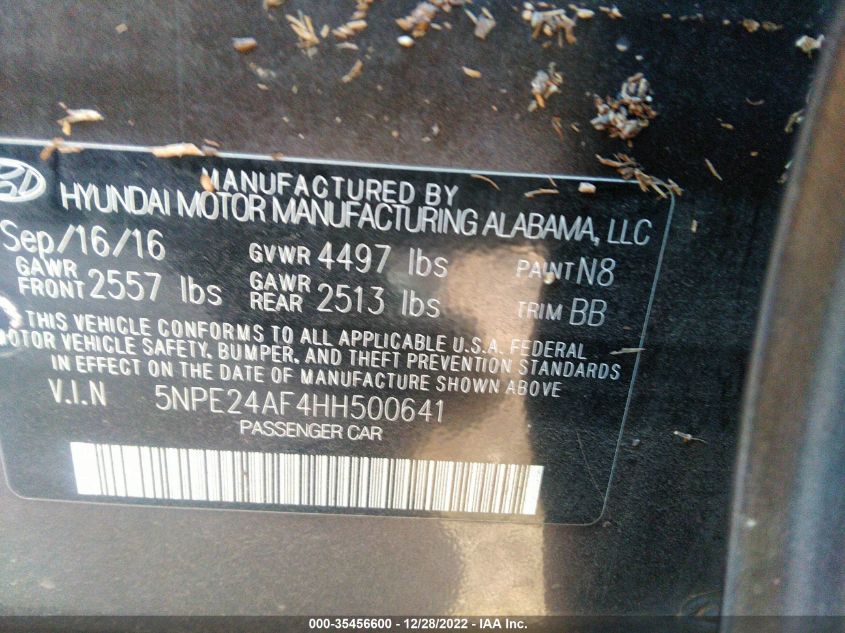 MANUFACTURED BY
HYUNDAI MOTOR MANUFACTURING ALABAMA, LLC
Sep/16/16 GVWR 4497 lbs PAINT N8
GAWR FRONT 2557 lbs GAWR REAR 2513 lbs TRIM BB
THIS VEHICLE CONFORMS TO ALL APPLICABLE U.S.A. FEDERAL
MOTOR VEHICLE SAFETY, BUMPER, AND THEFT PREVENTION STANDARDS
IN EFFECT ON THE DATE OF MANUFACTURE SHOWN ABOVE
V.I.N 5NPE24AF4HH500641
PASSENGER CAR
000-35456600 - 12/28/2022 - IAA Inc.